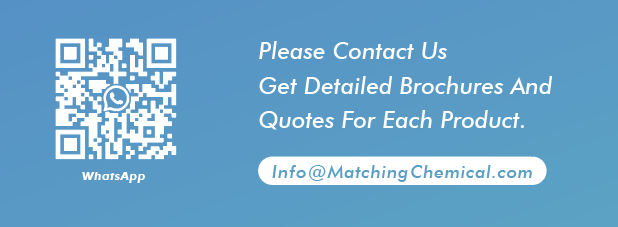 Please Contact Us
Get Detailed Brochures And
Quotes For Each Product.
WhatsApp
Info@MatchingChemical.com